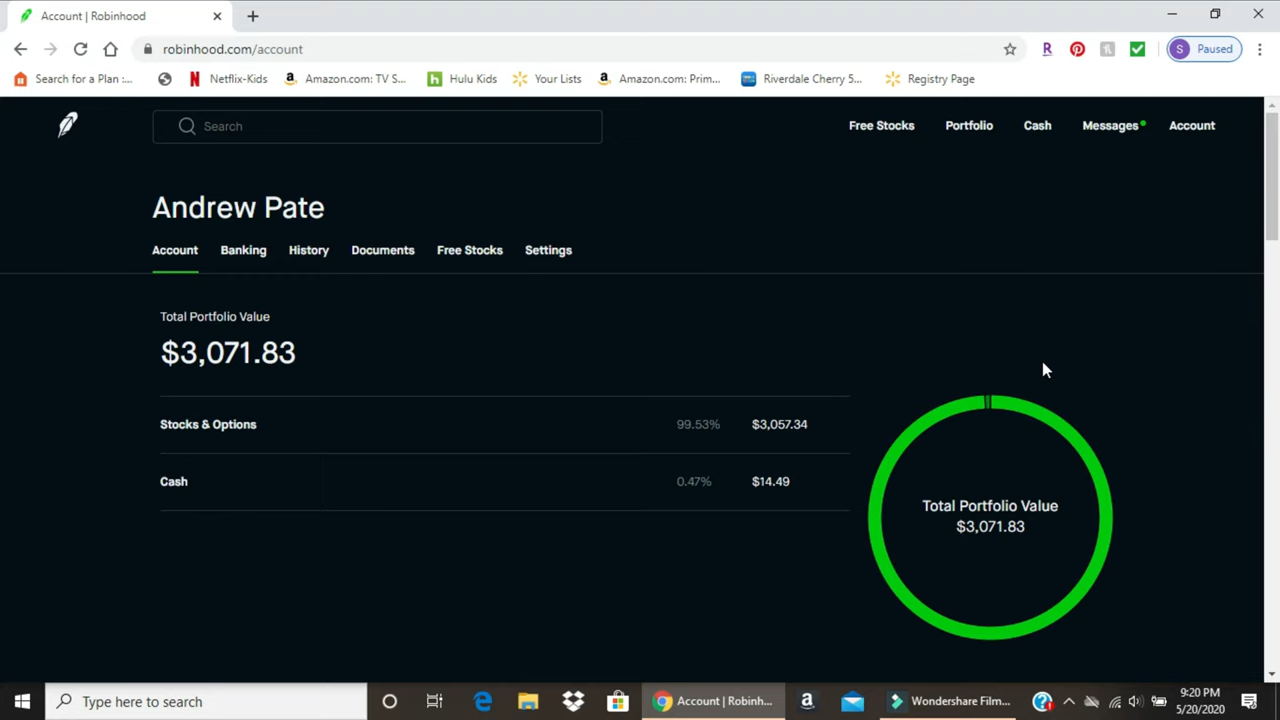 Account | Robinhood
robinhood.com/account
R
S Paused
Search for a Plan :...
N Netflix-Kids
a Amazon.com: TV S...
h Hulu Kids
Your Lists
a Amazon.com: Prim...
Riverdale Cherry 5...
Registry Page
Search
Free Stocks
Portfolio
Cash
Messages
Account
Andrew Pate
Account
Banking
History
Documents
Free Stocks
Settings
Total Portfolio Value
$3,071.83
Stocks & Options 99.53% $3,057.34
Cash 0.47% $14.49
Total Portfolio Value
$3,071.83
Type here to search
Account | Robinh...
a
Wondershare Film...
9:20 PM
5/20/2020